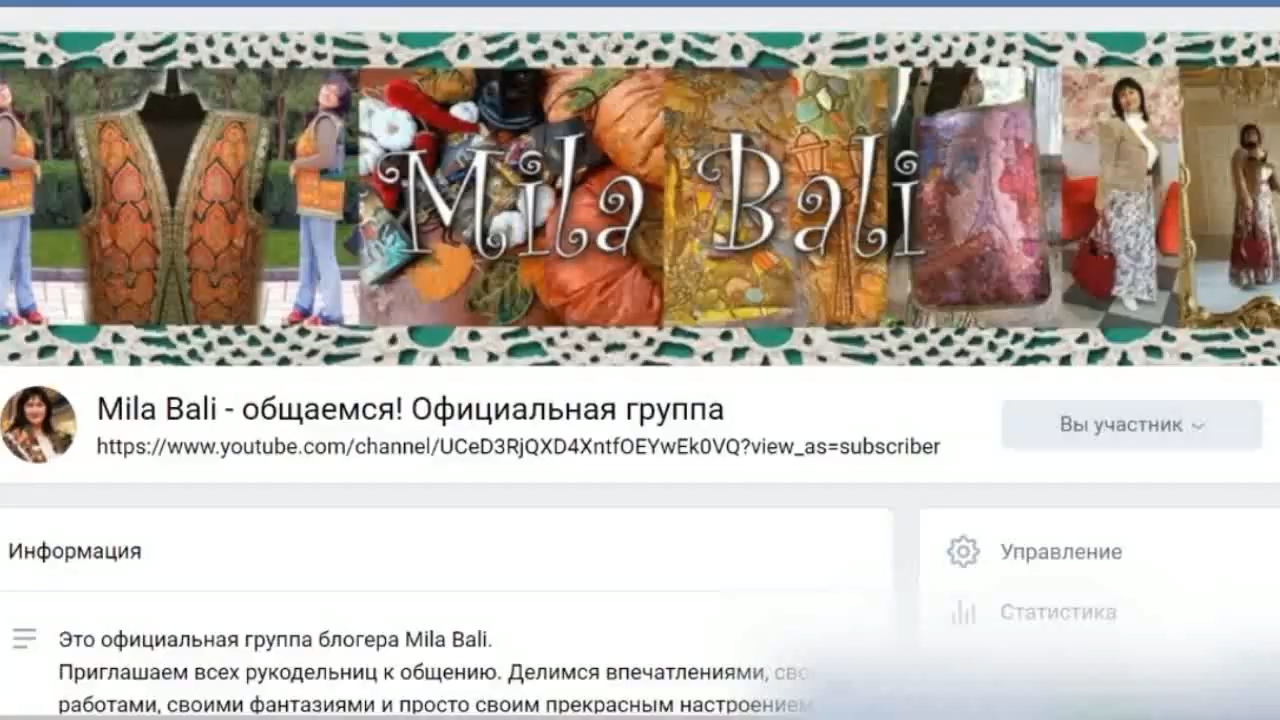 Mila Bali
Mila Bali - общаемся! Официальная группа
https://www.youtube.com/channel/UCeD3RjQXD4XntfOEYwEk0VQ?view_as=subscriber
Вы участник
Информация
Управление
Статистика
Это официальная группа блогера Mila Bali.
Приглашаем всех рукодельниц к общению. Делимся впечатлениями,
работами, своими фантазиями и просто своим прекрасным настроением